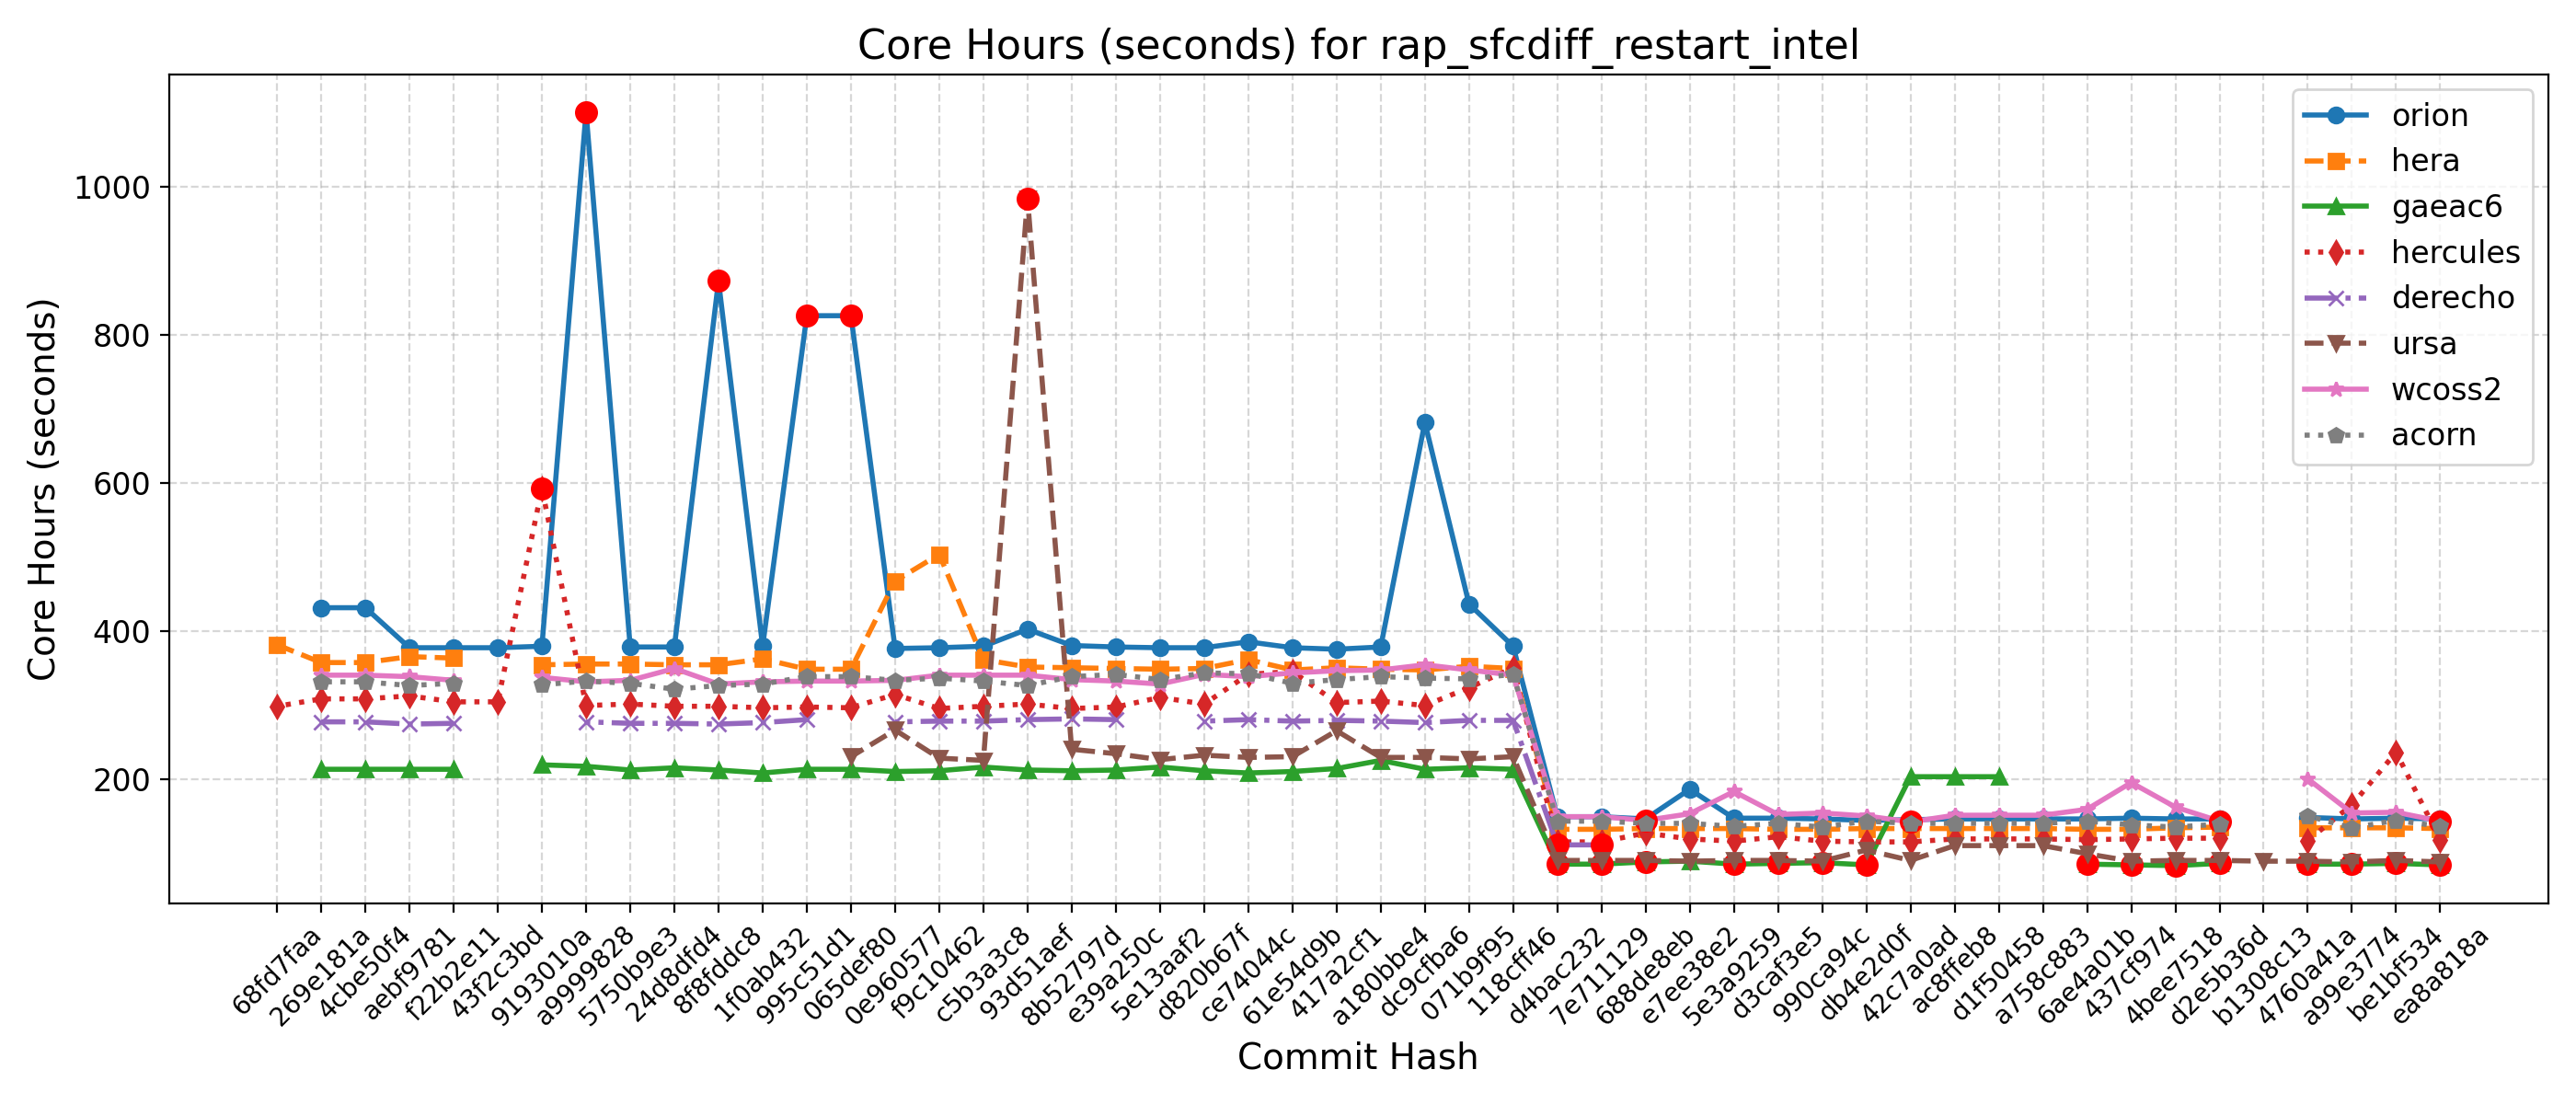 Core Hours (seconds) for rap_sfcdiff_restart_intel
Core Hours (seconds)
1000
800
600
400
200
orion
hera
gaeac6
hercules
derecho
ursa
wcoss2
acorn
68fd7faa
269e181a
4cbe50f4
aebf9781
f22b2e11
43f2c3bd
9193010a
a9999828
5750b9e3
24d8dfd4
8f8fddc8
1f0ab432
995c51d1
065def80
0e960577
f9c10462
c5b3a3c8
93d51aef
8b52797d
e39a250c
5e13aaf2
d820b67f
ce74044c
61e54d9b
417a2cf1
a180bbe4
dc9cfba6
071b9f95
118cff46
d4bac232
7e711129
688de8eb
e7ee38e2
5e3a9259
d3caf3e5
990ca94c
db4e2d0f
42c7a0ad
ac8ffeb8
d1f50458
a758c883
6ae4a01b
437cf974
4bee7518
d2e5b36d
b1308c13
4760a41a
a99e3774
be1bf534
ea8a818a
Commit Hash